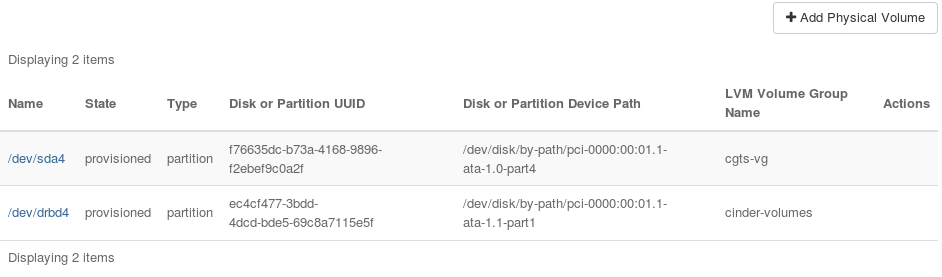 + Add Physical Volume
Displaying 2 items
Name State Type Disk or Partition UUID Disk or Partition Device Path LVM Volume Group Name Actions
/dev/sda4 provisioned partition f76635dc-b73a-4168-9896-f2ebef9c0a2f /dev/disk/by-path/pci-0000:00:01.1-ata-1.0-part4 cgts-vg
/dev/drbd4 provisioned partition ec4cf477-3bdd-4dcd-bde5-69c8a7115e5f /dev/disk/by-path/pci-0000:00:01.1-ata-1.1-part1 cinder-volumes
Displaying 2 items